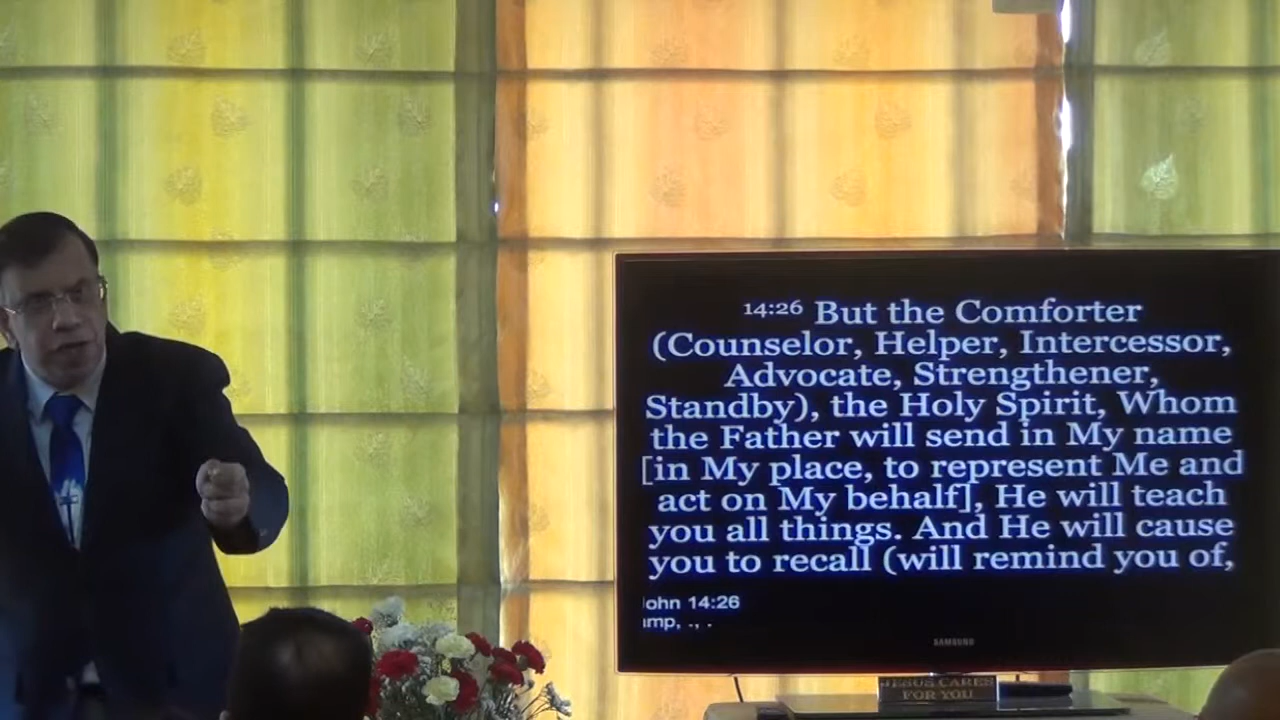 14:26 But the Comforter
(Counselor, Helper, Intercessor,
Advocate, Strengthener,
Standby), the Holy Spirit, Whom
the Father will send in My name
[in My place, to represent Me and
act on My behalf], He will teach
you all things. And He will cause
you to recall (will remind you of,
ohn 14:26
mp, ., .
SAMSUNG
JESUS CARES
FOR YOU